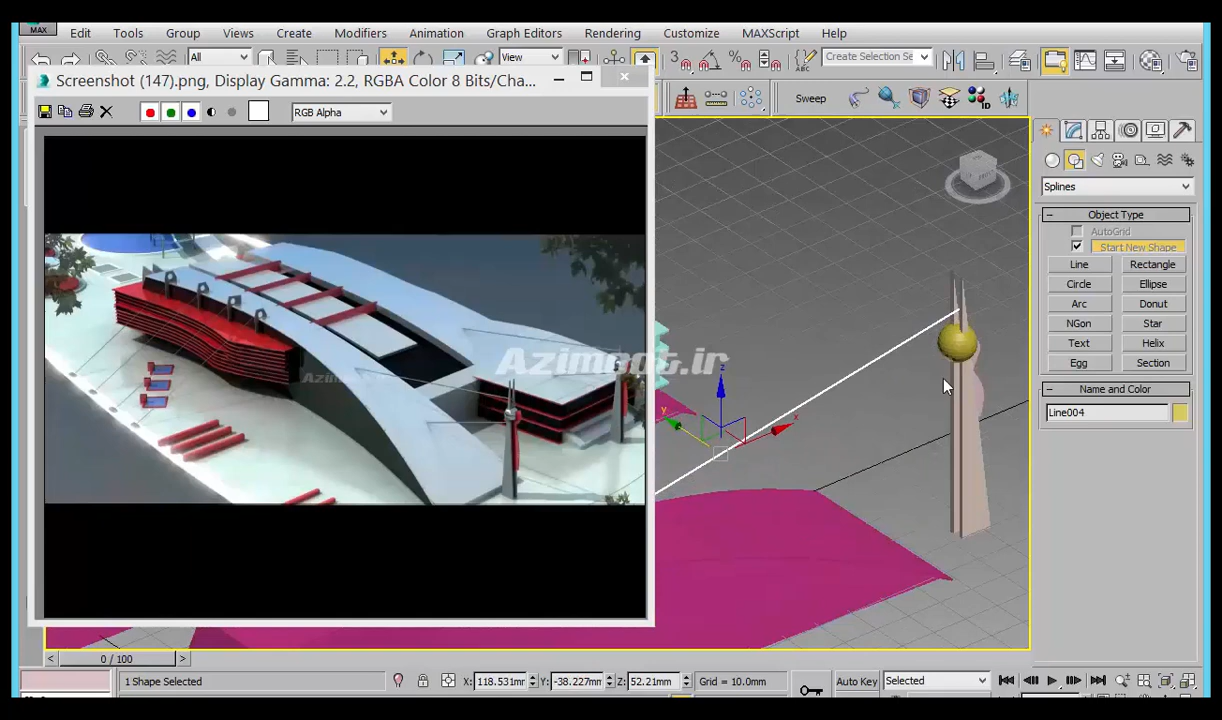 MAX
Edit Tools Group Views Create Modifiers Animation Graph Editors Rendering Customize MAXScript Help
All View Create Selection Se
Screenshot (147).png, Display Gamma: 2.2, RGBA Color 8 Bits/Cha...
RGB Alpha
Sweep
Splines
Object Type
AutoGrid
Start New Shape
Line Rectangle
Circle Ellipse
Arc Donut
NGon Star
Text Helix
Egg Section
Name and Color
Line004
Azimoot.ir
z
y
x
0 / 100
1 Shape Selected X: 118.531mm Y: -38.227mm Z: 52.21mm Grid = 10.0mm Auto Key Selected